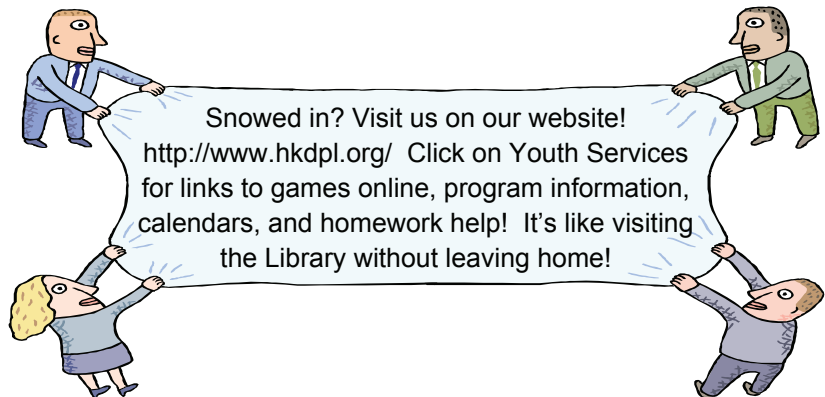 Snowed in? Visit us on our website!
http://www.hkdpl.org/ Click on Youth Services
for links to games online, program information,
calendars, and homework help! It’s like visiting
the Library without leaving home!